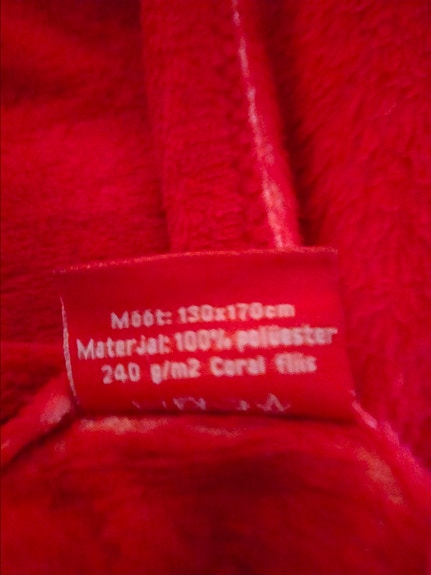 Mõõt: 130x170cm
Materjal: 100% polüester
240 g/m2 Coral fliis